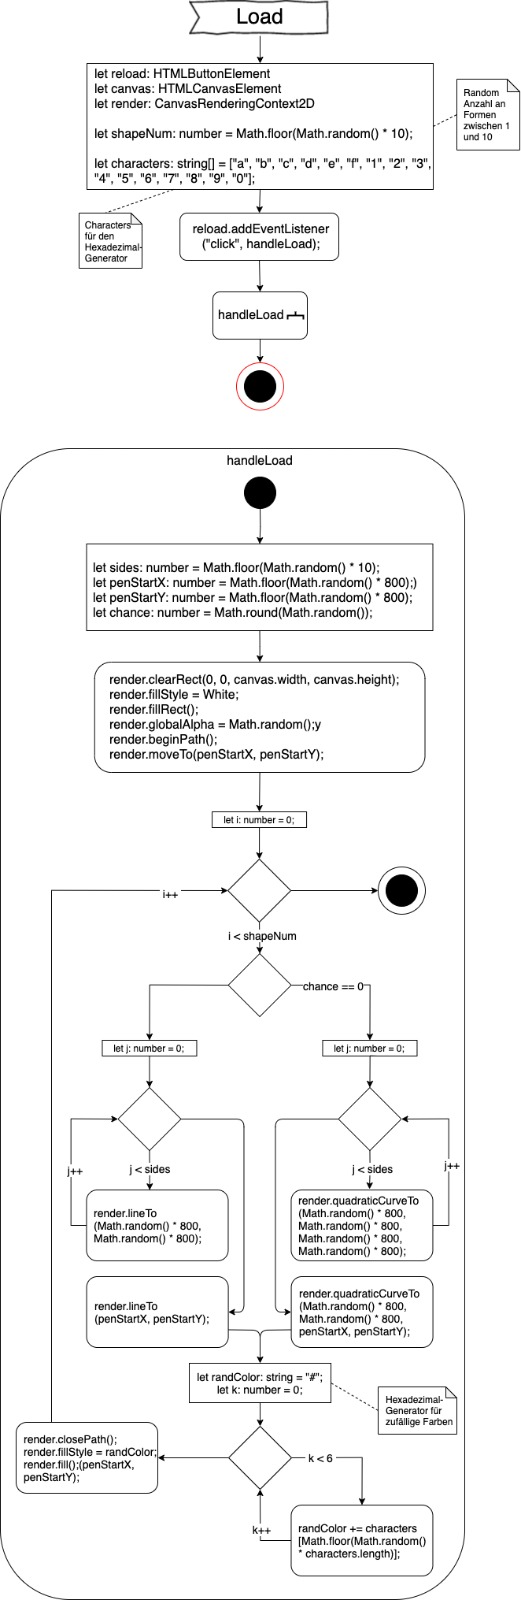 Load
let reload: HTMLButtonElement
let canvas: HTMLCanvasElement
let render: CanvasRenderingContext2D
let shapeNum: number = Math.floor(Math.random() * 10);
let characters: string[] = ["a", "b", "c", "d", "e", "f", "1", "2", "3",
"4", "5", "6", "7", "8", "9", "0"];
Random
Anzahl an
Formen
zwischen 1
und 10
Characters
für den
Hexadezimal-
Generator
reload.addEventListener
("click", handleLoad);
handleLoad
handleLoad
let sides: number = Math.floor(Math.random() * 10);
let penStartX: number = Math.floor(Math.random() * 800);)
let penStartY: number = Math.floor(Math.random() * 800);
let chance: number = Math.round(Math.random());
render.clearRect(0, 0, canvas.width, canvas.height);
render.fillStyle = White;
render.fillRect();
render.globalAlpha = Math.random();y
render.beginPath();
render.moveTo(penStartX, penStartY);
let i: number = 0;
i++
i < shapeNum
chance == 0
let j: number = 0;
let j: number = 0;
j++
j < sides
j < sides
j++
render.lineTo
(Math.random() * 800,
Math.random() * 800);
render.quadraticCurveTo
(Math.random() * 800,
Math.random() * 800,
Math.random() * 800,
Math.random() * 800);
render.lineTo
(penStartX, penStartY);
render.quadraticCurveTo
(Math.random() * 800,
Math.random() * 800,
penStartX, penStartY);
let randColor: string = "#";
let k: number = 0;
Hexadezimal-
Generator für
zufällige Farben
render.closePath();
render.fillStyle = randColor;
render.fill();(penStartX,
penStartY);
k < 6
k++
randColor += characters
[Math.floor(Math.random()
* characters.length)];